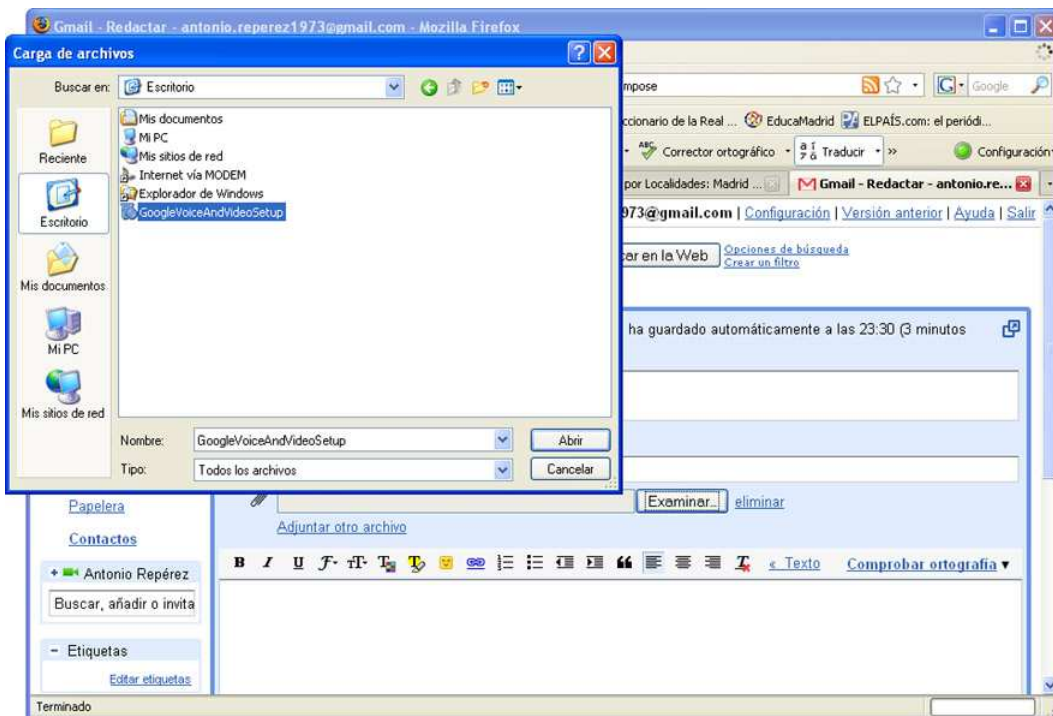 Gmail - Redactar - antonio.reperez1973@gmail.com - Mozilla Firefox
Carga de archivos
Buscar en: Escritorio
Mis documentos
Mi PC
Mis sitios de red
Internet vía MODEM
Explorador de Windows
GoogleVoiceAndVideoSetup
Reciente
Escritorio
Mis documentos
Mi PC
Mis sitios de red
Nombre: GoogleVoiceAndVideoSetup Abrir
Tipo: Todos los archivos Cancelar
mpose G Google
ccionario de la Real ... EducaMadrid ELPAÍS.com: el periódi...
ABC Corrector ortográfico Traducir » Configuración
por Localidades: Madrid ... Gmail - Redactar - antonio.re...
973@gmail.com | Configuración | Versión anterior | Ayuda | Salir
car en la Web Opciones de búsqueda
Crear un filtro
ha guardado automáticamente a las 23:30 (3 minutos
Examinar... eliminar
Adjuntar otro archivo
Papelera
Contactos
+ Antonio Repérez
Buscar, añadir o invita
− Etiquetas
Editar etiquetas
B I U « Texto Comprobar ortografía ▼
Terminado